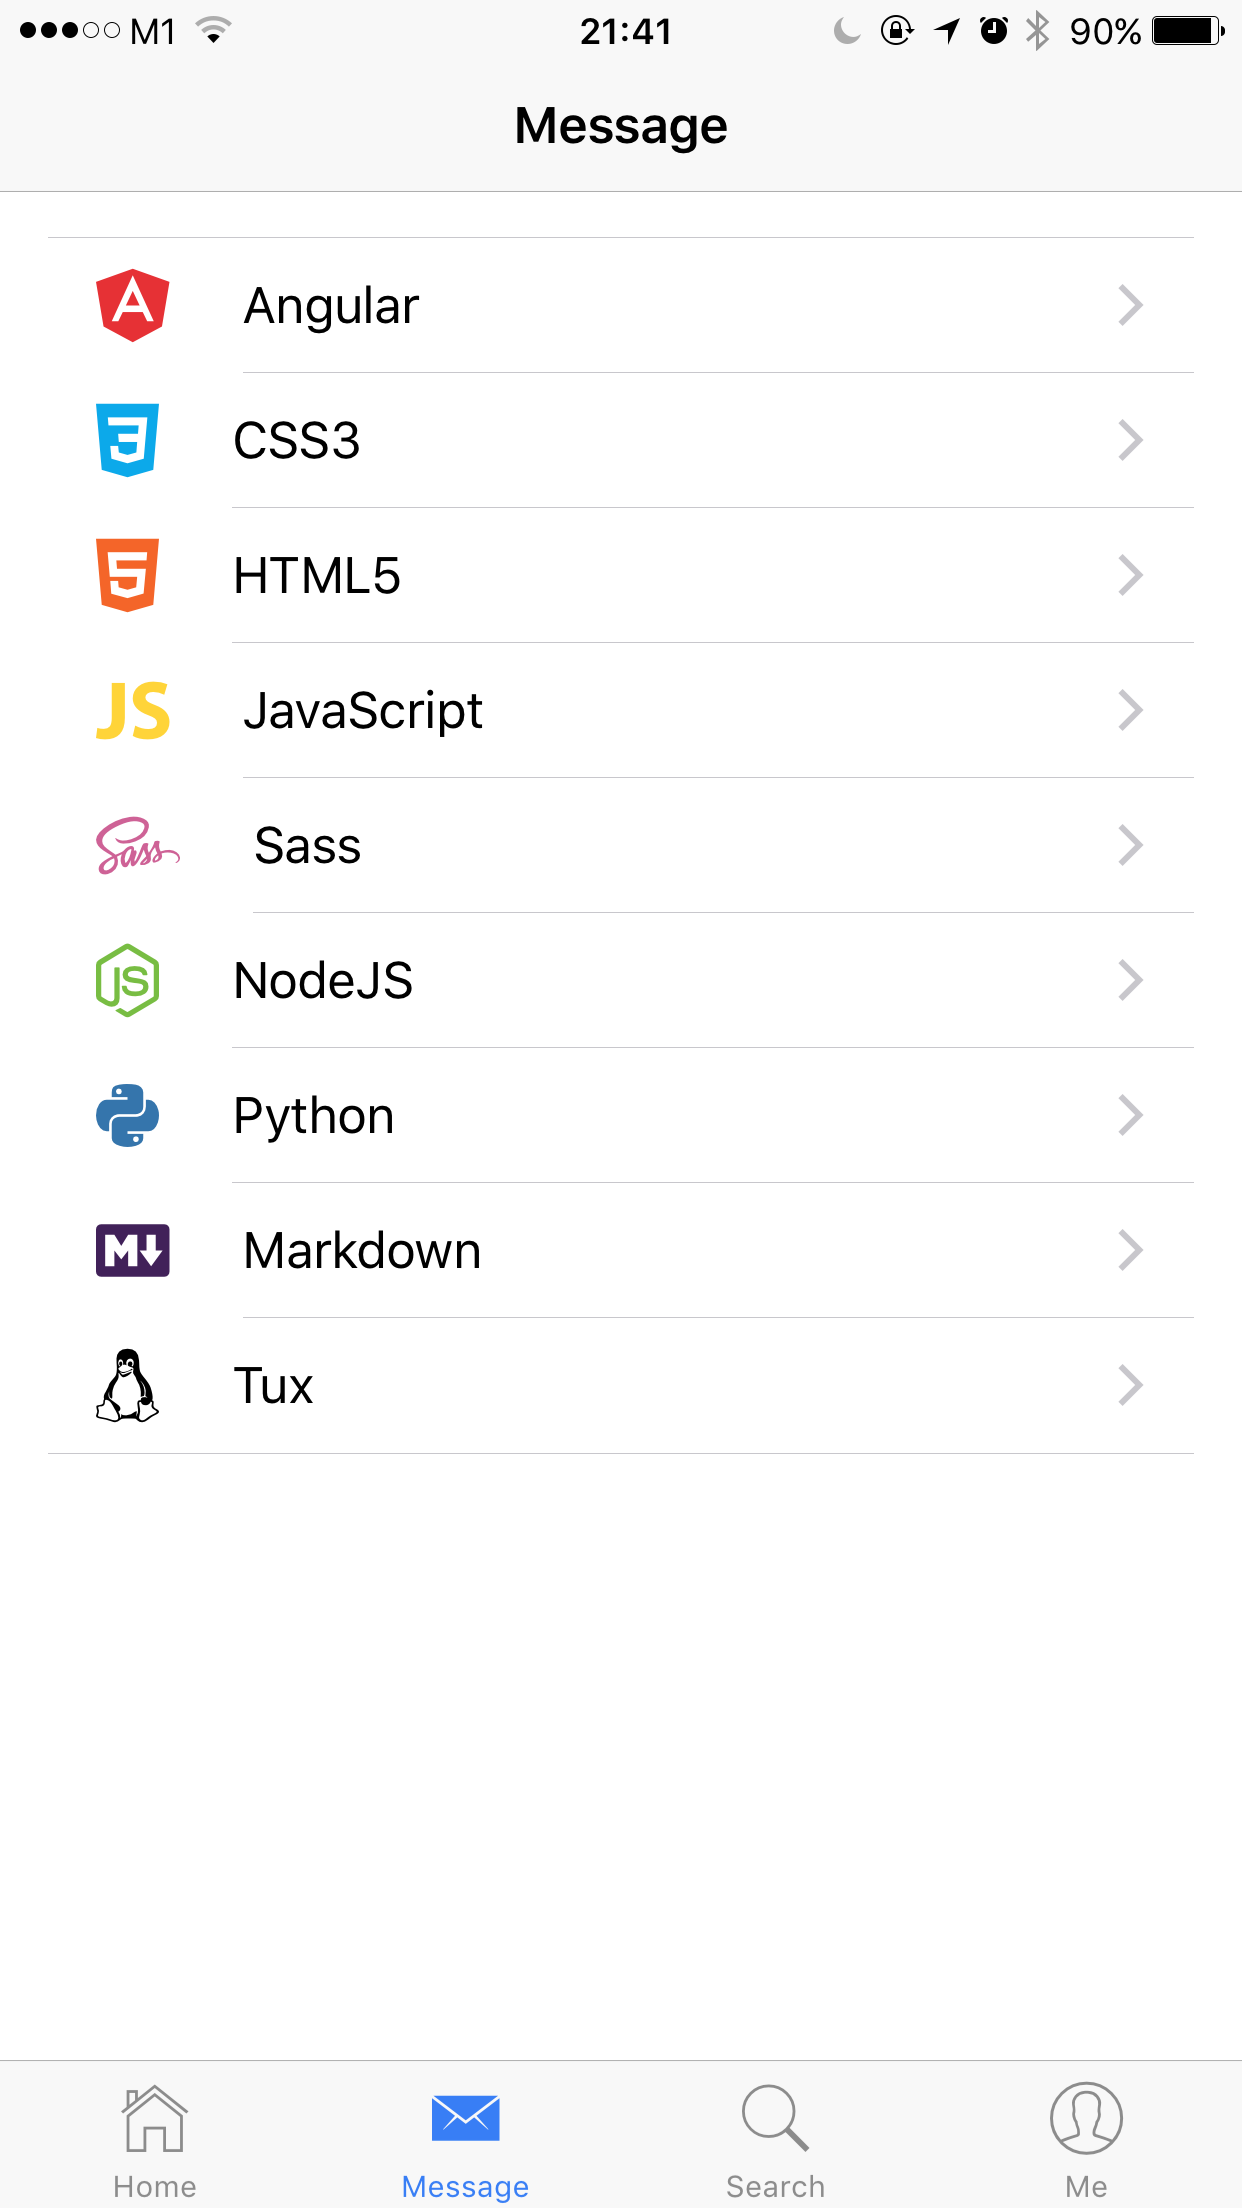 M1 21:41 90%
Message
Angular
CSS3
HTML5
JS JavaScript
Sass Sass
JS NodeJS
Python
M Markdown
Tux
Home Message Search Me